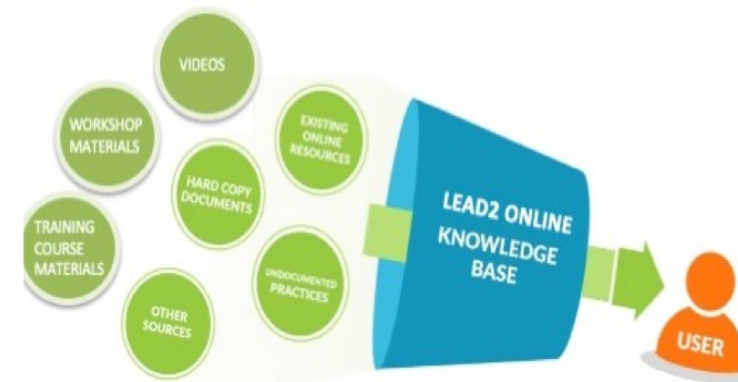 VIDEOS
WORKSHOP
MATERIALS
EXISTING
ONLINE
RESOURCES
HARD COPY
DOCUMENTS
TRAINING
COURSE
MATERIALS
UNDOCUMENTED
PRACTICES
OTHER
SOURCES
LEAD2 ONLINE
KNOWLEDGE
BASE
USER